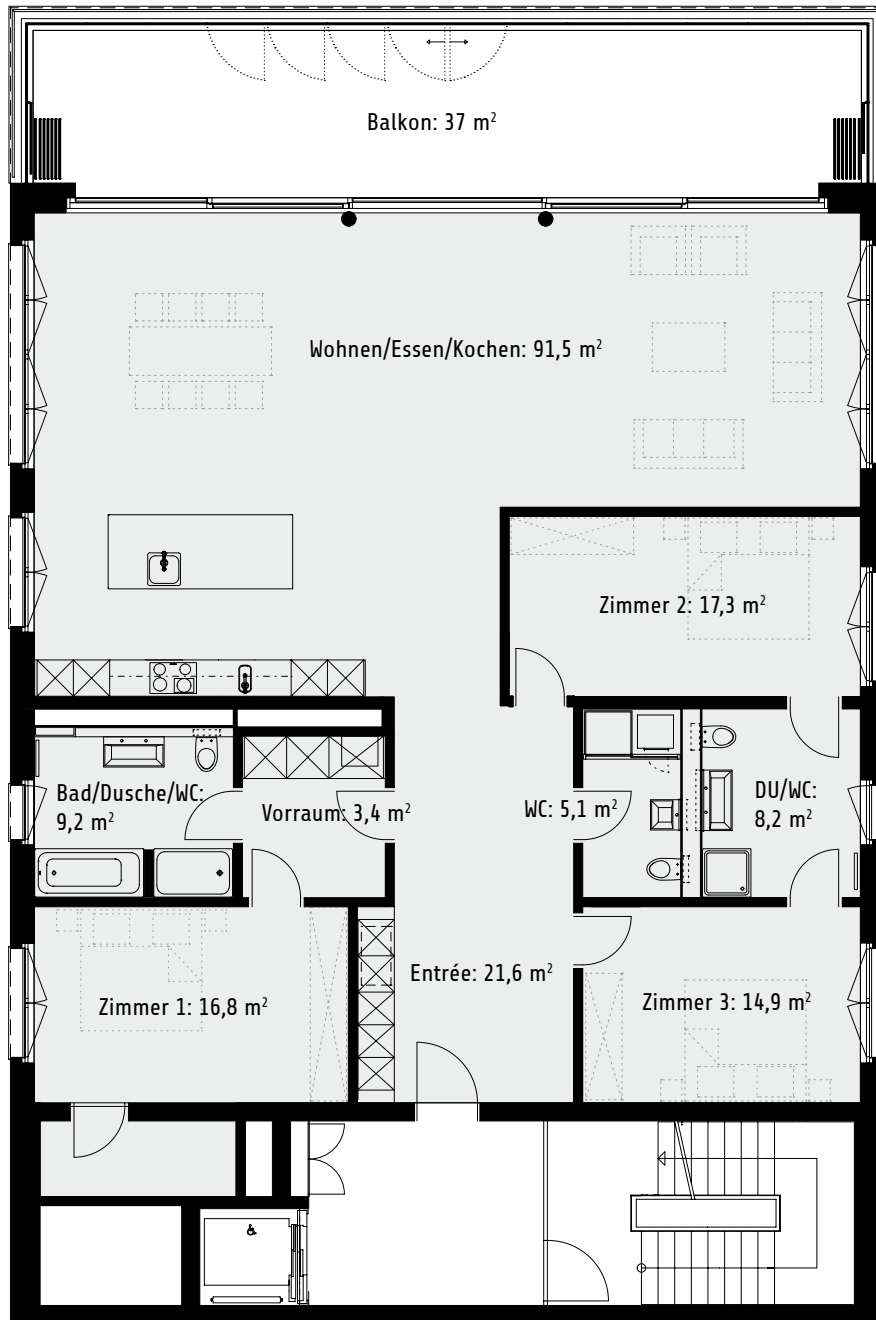 Balkon: 37 m²
Wohnen/Essen/Kochen: 91,5 m²
Zimmer 2: 17,3 m²
Bad/Dusche/WC:
9,2 m²
Vorraum: 3,4 m²
WC: 5,1 m²
DU/WC:
8,2 m²
Entrée: 21,6 m²
Zimmer 1: 16,8 m²
Zimmer 3: 14,9 m²